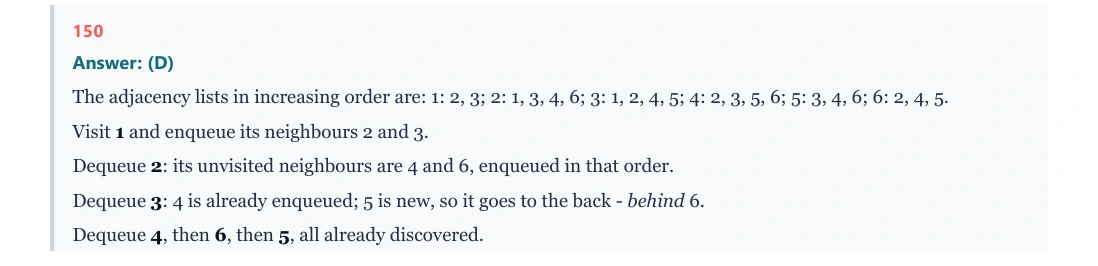 150
Answer: (D)
The adjacency lists in increasing order are: 1: 2, 3; 2: 1, 3, 4, 6; 3: 1, 2, 4, 5; 4: 2, 3, 5, 6; 5: 3, 4, 6; 6: 2, 4, 5.
Visit 1 and enqueue its neighbours 2 and 3.
Dequeue 2: its unvisited neighbours are 4 and 6, enqueued in that order.
Dequeue 3: 4 is already enqueued; 5 is new, so it goes to the back - behind 6.
Dequeue 4, then 6, then 5, all already discovered.